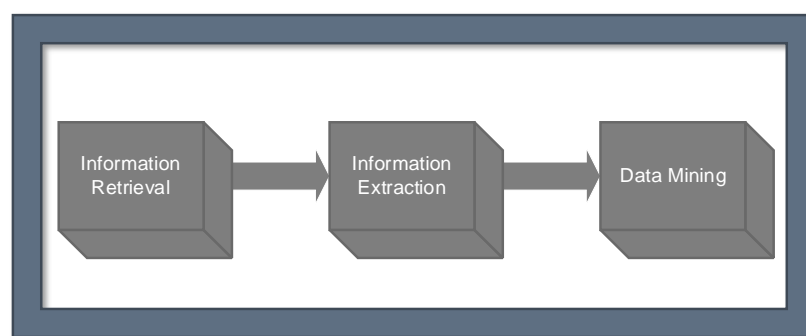 Information
Retrieval
Information
Extraction
Data Mining